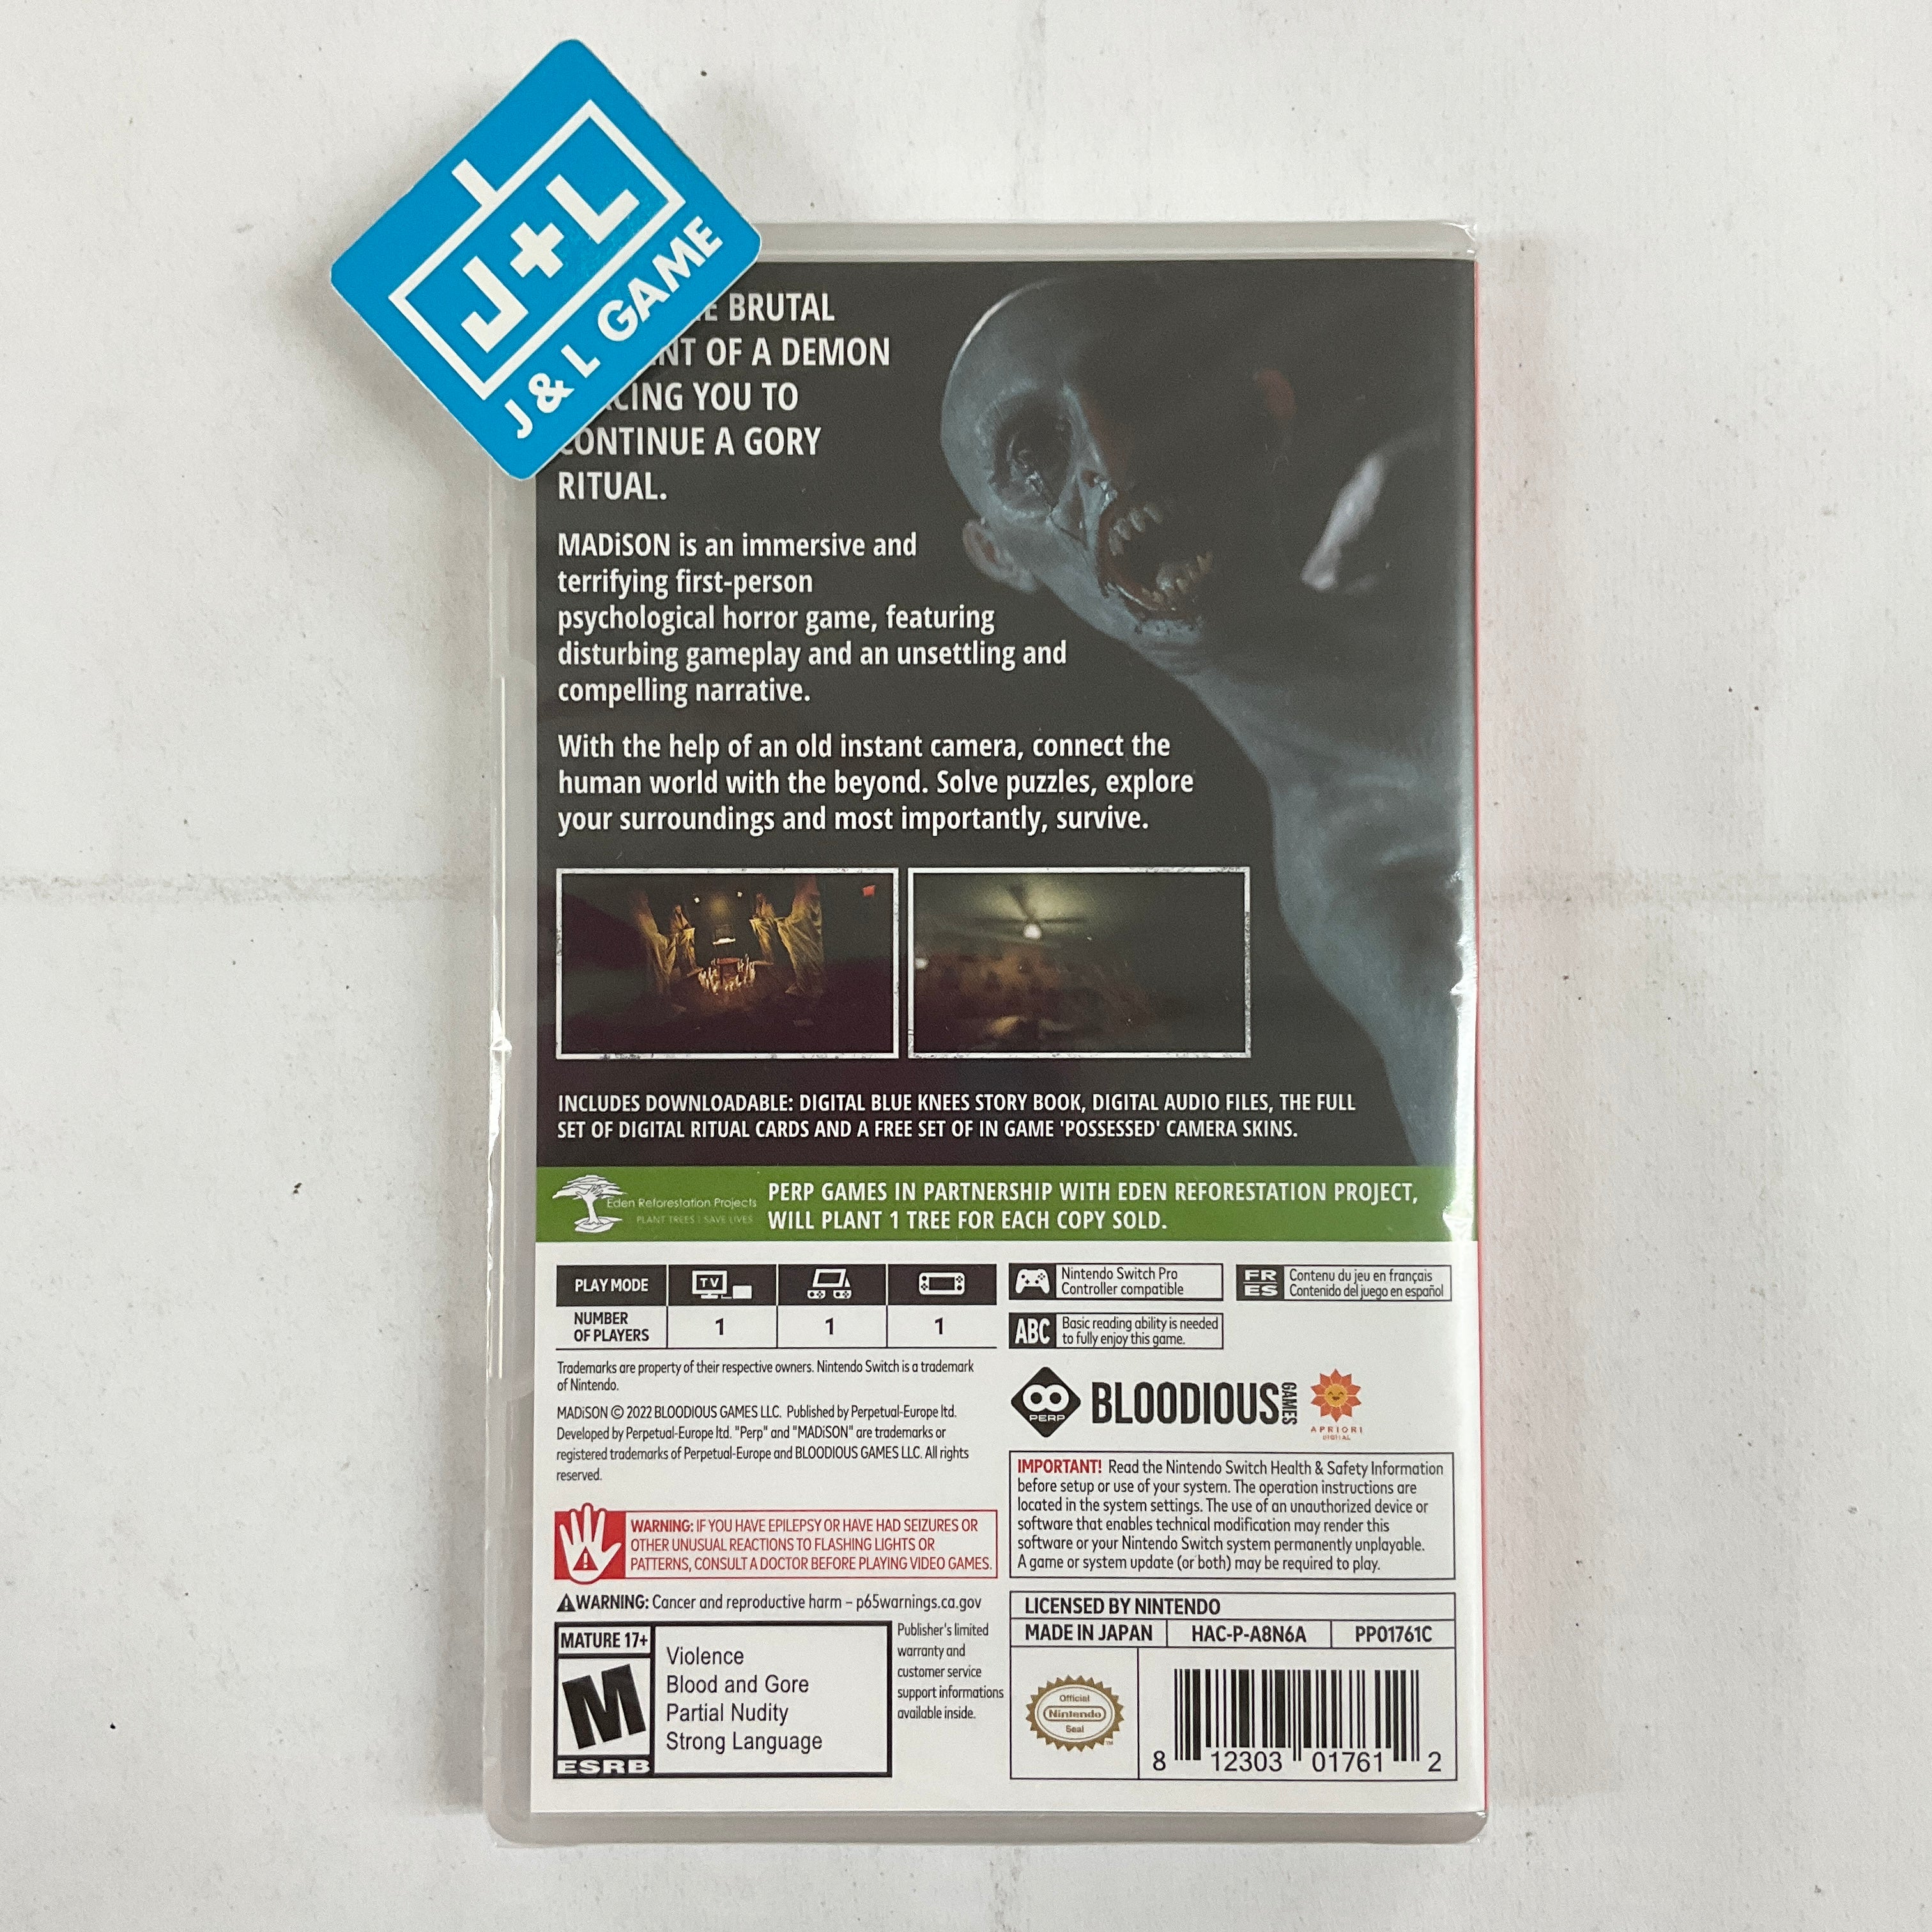 J+L
J & L GAME
BRUTAL
OF A DEMON
YOU TO
CONTINUE A GORY
RITUAL.
MADiSON is an immersive and
terrifying first-person
psychological horror game, featuring
disturbing gameplay and an unsettling and
compelling narrative.
With the help of an old instant camera, connect the
human world with the beyond. Solve puzzles, explore
your surroundings and most importantly, survive.
INCLUDES DOWNLOADABLE: DIGITAL BLUE KNEES STORY BOOK, DIGITAL AUDIO FILES, THE FULL
SET OF DIGITAL RITUAL CARDS AND A FREE SET OF IN GAME 'POSSESSED' CAMERA SKINS.
Eden Reforestation Projects
PLANT TREES | SAVE LIVES
PERP GAMES IN PARTNERSHIP WITH EDEN REFORESTATION PROJECT,
WILL PLANT 1 TREE FOR EACH COPY SOLD.
PLAY MODE
TV
NUMBER
OF PLAYERS
1 1 1
Nintendo Switch Pro
Controller compatible
FR
ES
Contenu du jeu en français
Contenido del juego en español
ABC
Basic reading ability is needed
to fully enjoy this game.
Trademarks are property of their respective owners. Nintendo Switch is a trademark
of Nintendo.
MADiSON © 2022 BLOODIOUS GAMES LLC. Published by Perpetual-Europe ltd.
Developed by Perpetual-Europe ltd. "Perp" and "MADiSON" are trademarks or
registered trademarks of Perpetual-Europe and BLOODIOUS GAMES LLC. All rights
reserved.
PERP
BLOODIOUS GAMES
APRIORI
DIGITAL
WARNING: IF YOU HAVE EPILEPSY OR HAVE HAD SEIZURES OR
OTHER UNUSUAL REACTIONS TO FLASHING LIGHTS OR
PATTERNS, CONSULT A DOCTOR BEFORE PLAYING VIDEO GAMES.
IMPORTANT! Read the Nintendo Switch Health & Safety Information
before setup or use of your system. The operation instructions are
located in the system settings. The use of an unauthorized device or
software that enables technical modification may render this
software or your Nintendo Switch system permanently unplayable.
A game or system update (or both) may be required to play.
WARNING: Cancer and reproductive harm – p65warnings.ca.gov
MATURE 17+
M
ESRB
Violence
Blood and Gore
Partial Nudity
Strong Language
Publisher's limited
warranty and
customer service
support informations
available inside.
LICENSED BY NINTENDO
MADE IN JAPAN HAC-P-A8N6A PP01761C
Official
Nintendo
Seal
TM
8 12303 01761 2